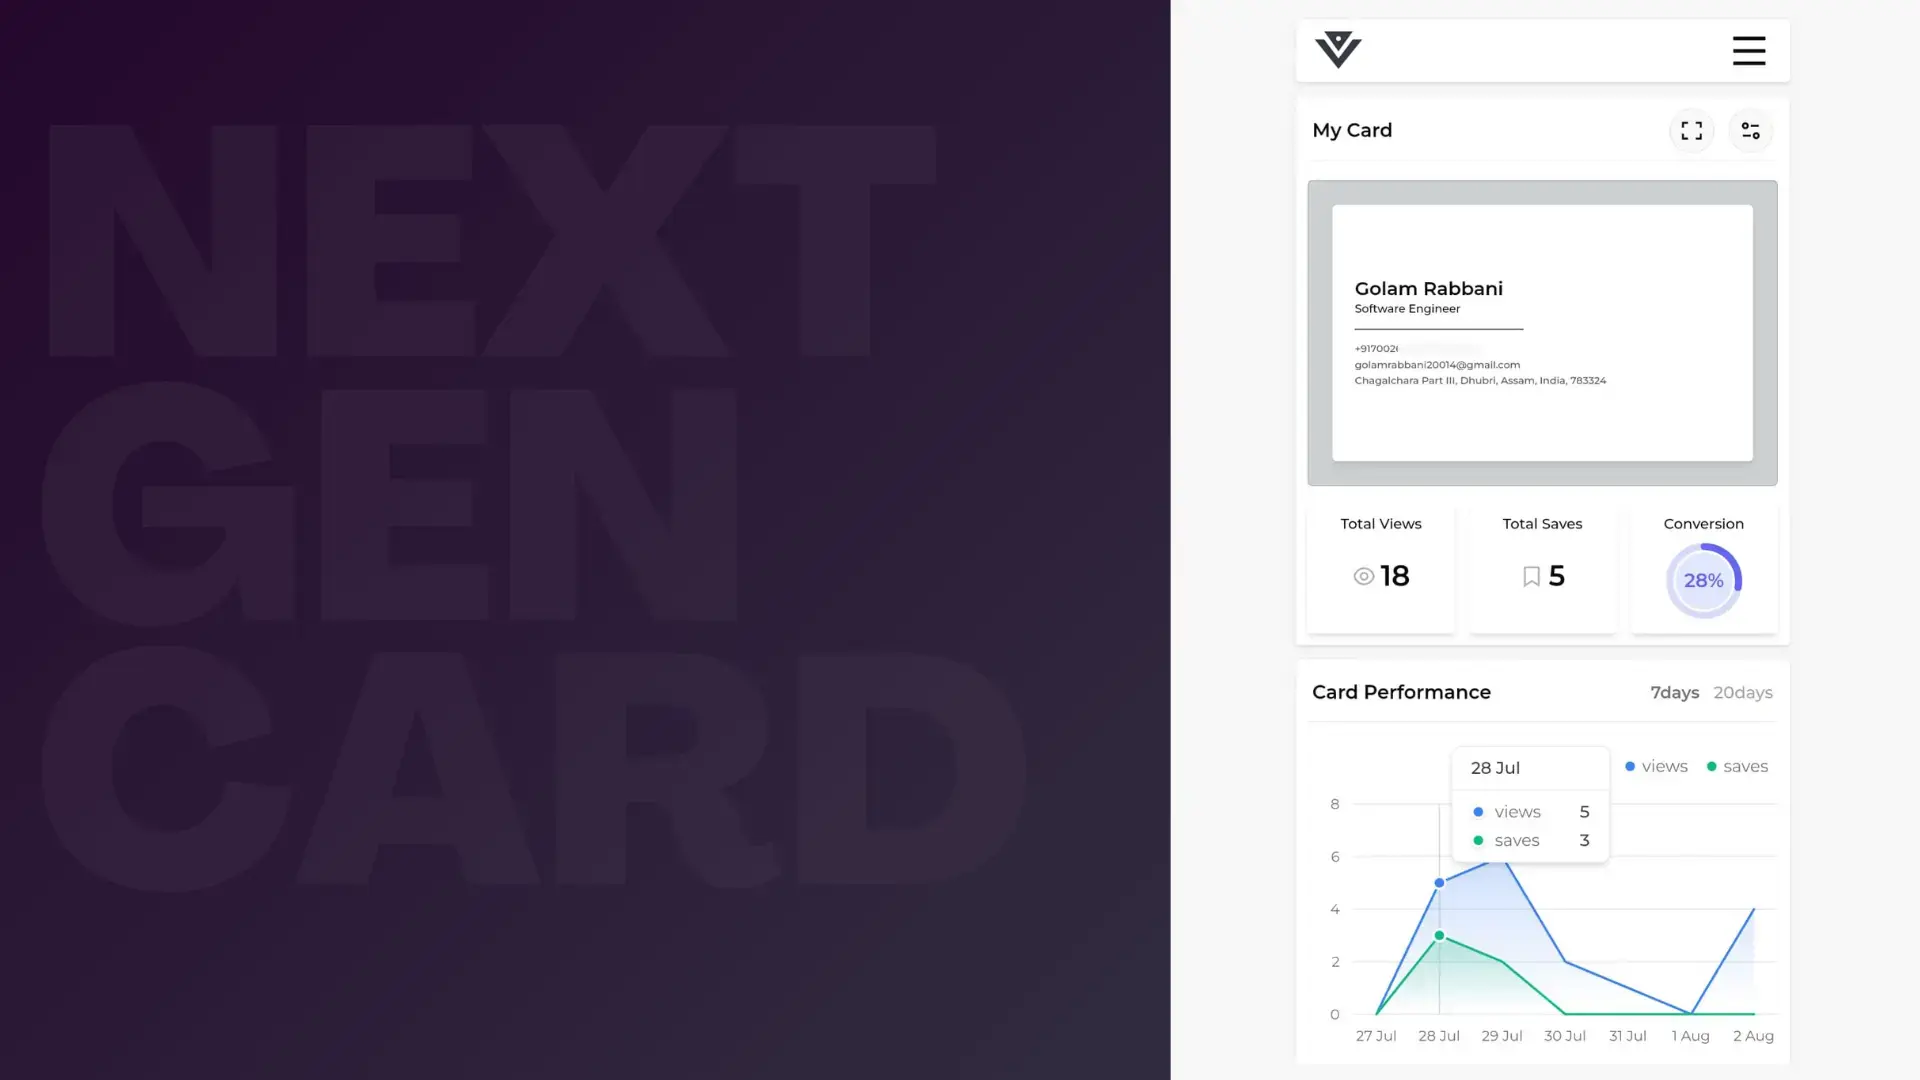 NEXT
GEN
CARD
My Card
Golam Rabbani
Software Engineer
+917002
golamrabbani20014@gmail.com
Chagalchara Part III, Dhubri, Assam, India, 783324
Total Views
18
Total Saves
5
Conversion
28%
Card Performance
7days 20days
28 Jul
views 5
saves 3
views saves
8
6
4
2
0
27 Jul 28 Jul 29 Jul 30 Jul 31 Jul 1 Aug 2 Aug